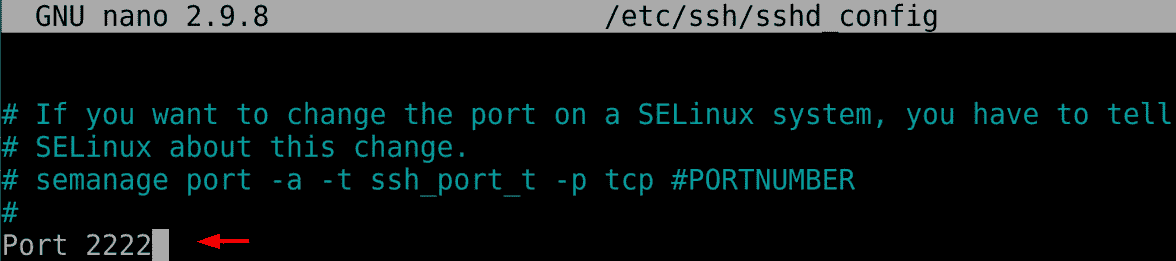 GNU nano 2.9.8 /etc/ssh/sshd_config
# If you want to change the port on a SELinux system, you have to tell
# SELinux about this change.
# semanage port -a -t ssh_port_t -p tcp #PORTNUMBER
#
Port 2222